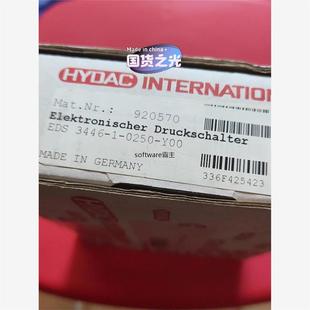 Made in china+
国货之光
HYDAC INTERNATION
Mat.Nr.: 920570
Elektronischer Druckschalter
EDS 3446-1-0250-Y00
software霸主
MADE IN GERMANY
336F425423